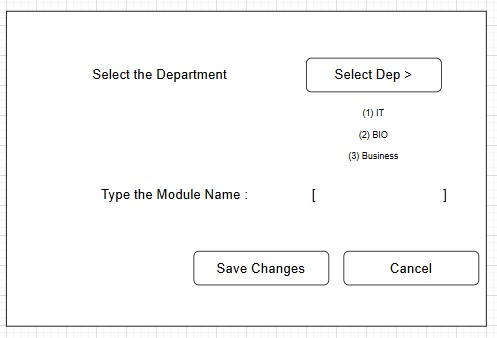 Select the Department
Select Dep >
(1) IT
(2) BIO
(3) Business
Type the Module Name : [ ]
Save Changes
Cancel